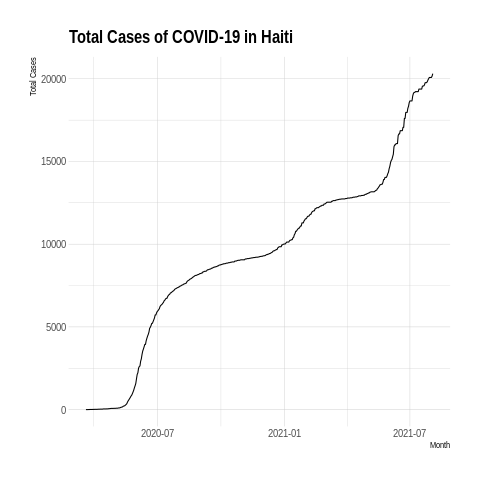 Total Cases of COVID-19 in Haiti
Total Cases
20000
15000
10000
5000
0
2020-07 2021-01 2021-07
Month